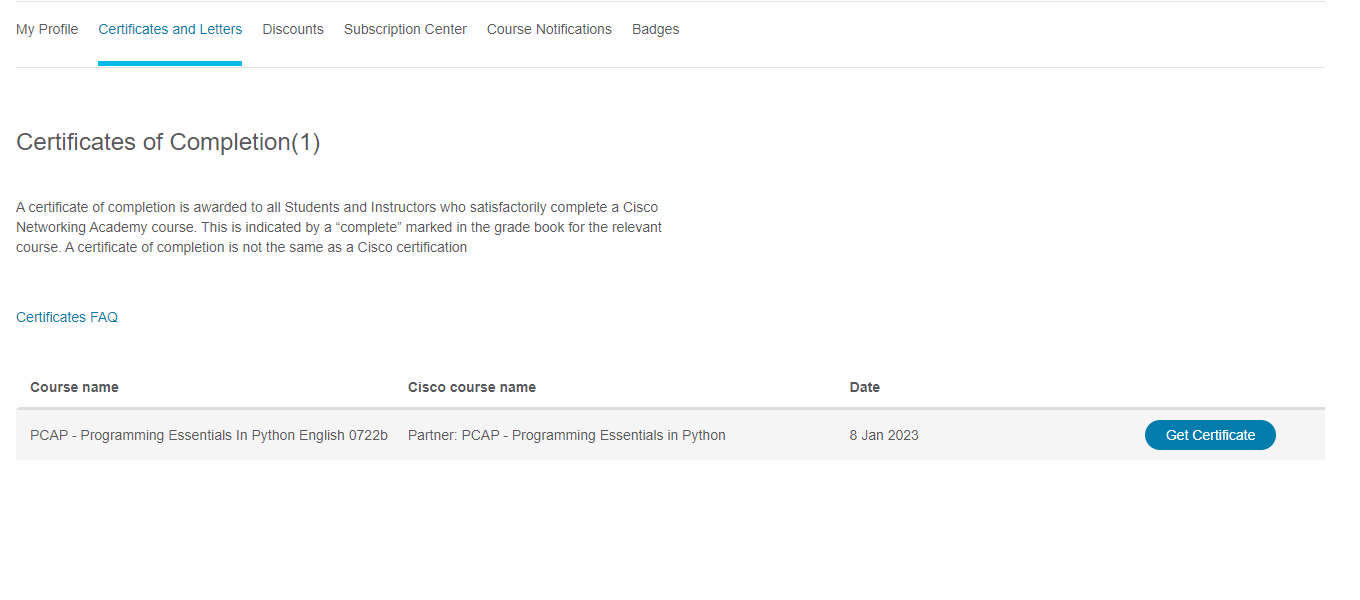 My Profile Certificates and Letters Discounts Subscription Center Course Notifications Badges
Certificates of Completion(1)
A certificate of completion is awarded to all Students and Instructors who satisfactorily complete a Cisco
Networking Academy course. This is indicated by a “complete” marked in the grade book for the relevant
course. A certificate of completion is not the same as a Cisco certification
Certificates FAQ
Course name Cisco course name Date
PCAP - Programming Essentials In Python English 0722b Partner: PCAP - Programming Essentials in Python 8 Jan 2023 Get Certificate